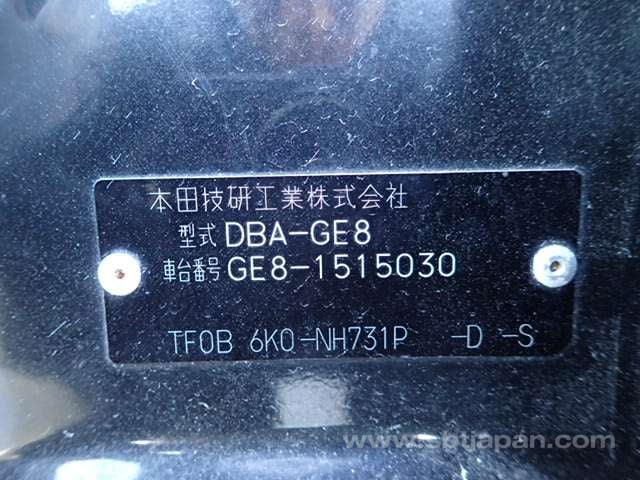 本田技研工業株式会社
型式 DBA-GE8
車台番号 GE8-1515030
TF0B 6K0-NH731P -D -S
www.sbtjapan.com